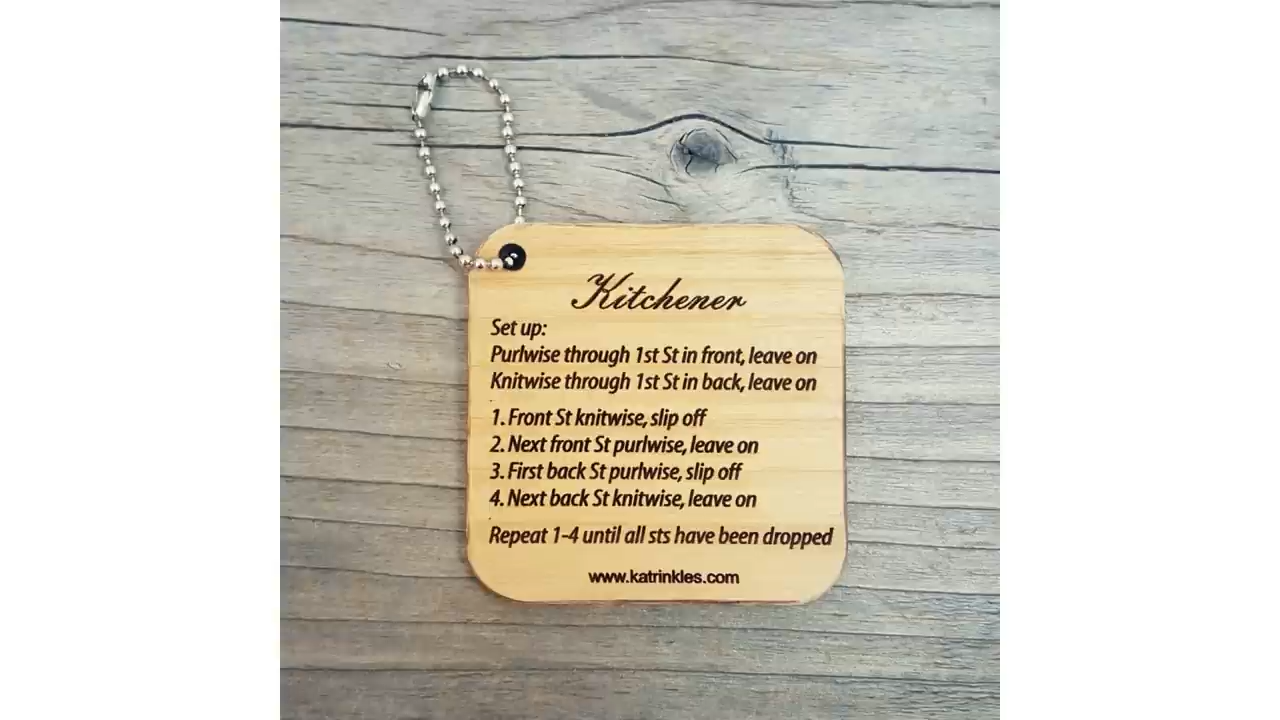 Kitchener
Set up:
Purlwise through 1st St in front, leave on
Knitwise through 1st St in back, leave on
1. Front St knitwise, slip off
2. Next front St purlwise, leave on
3. First back St purlwise, slip off
4. Next back St knitwise, leave on
Repeat 1-4 until all sts have been dropped
www.katrinkles.com